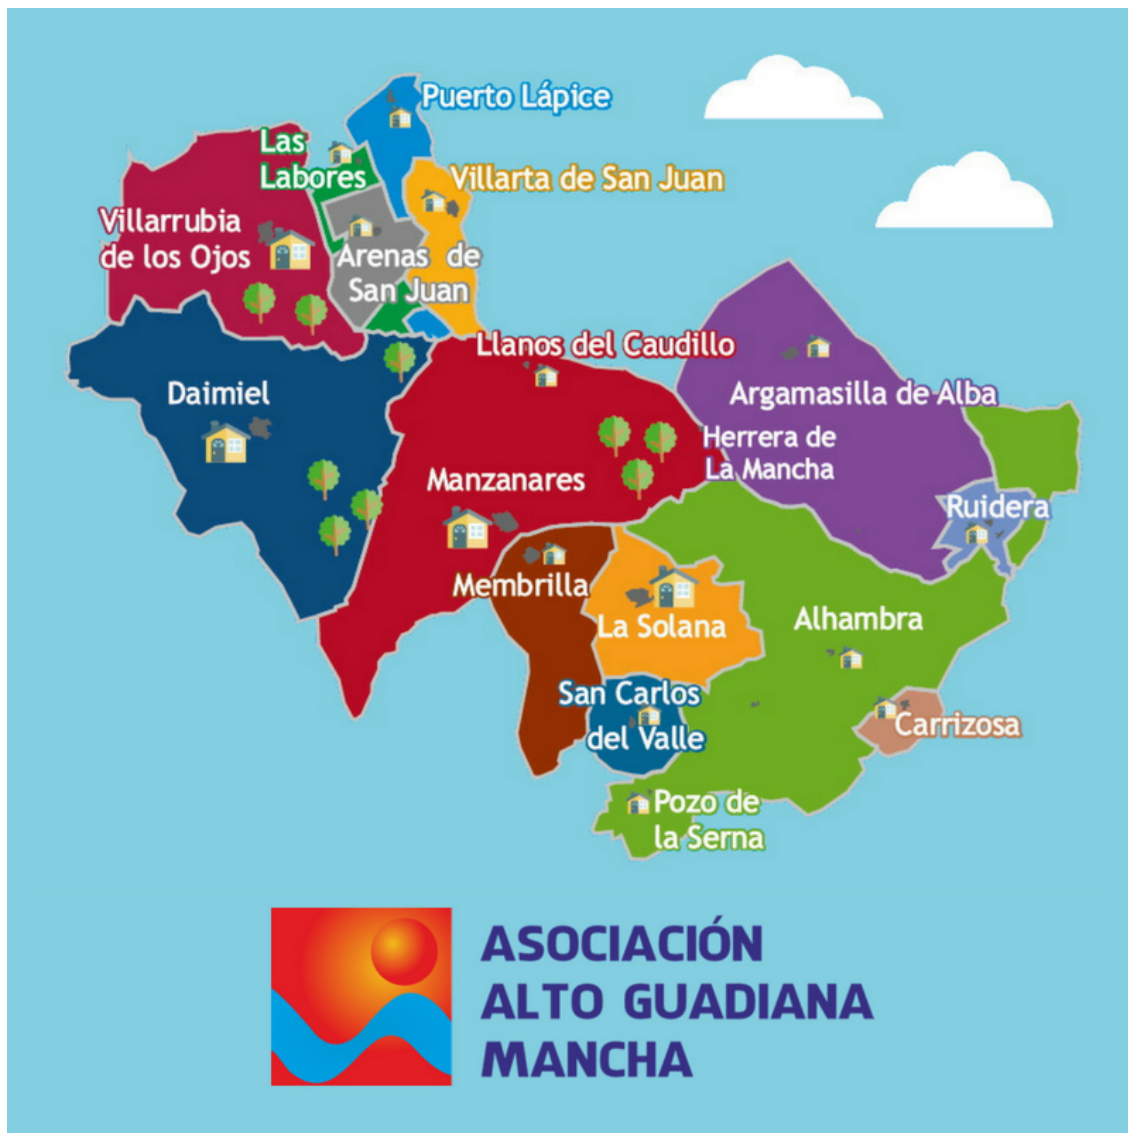 Puerto Lápice
Las
Labores
Villarta de San Juan
Villarrubia
de los Ojos
Arenas de
San Juan
Llanos del Caudillo
Daimiel
Argamasilla de Alba
Herrera de
La Mancha
Manzanares
Ruidera
Membrilla
La Solana
Alhambra
San Carlos
del Valle
Carrizosa
Pozo de
la Serna
ASOCIACIÓN
ALTO GUADIANA
MANCHA